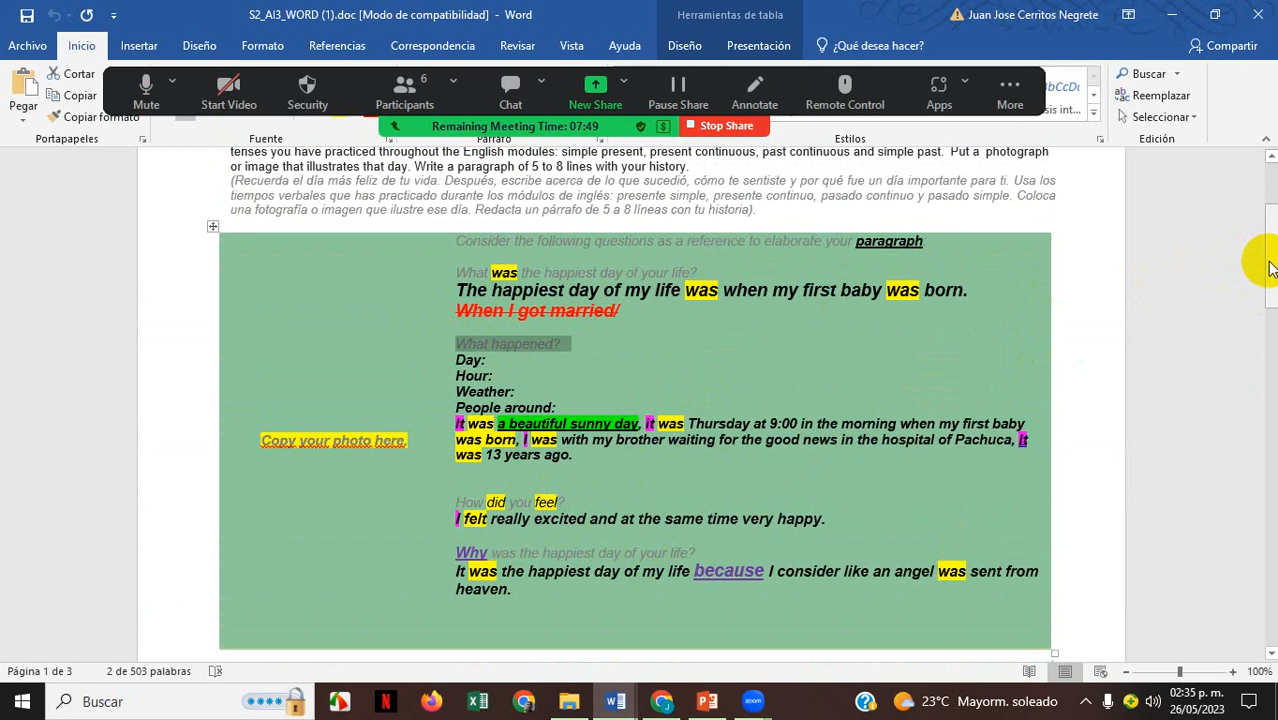 S2_AI3_WORD (1).doc [Modo de compatibilidad] - Word
Herramientas de tabla
Juan Jose Cerritos Negrete
Archivo Inicio Insertar Diseño Formato Referencias Correspondencia Revisar Vista Ayuda Diseño Presentación ¿Qué desea hacer? Compartir
Pegar
Cortar
Copiar
Copiar formato
Portapapeles
Fuente
Párrafo
Estilos
Buscar
Reemplazar
Seleccionar
Edición
Mute
Start Video
Security
Participants 6
Chat
New Share
Pause Share
Annotate
Remote Control
Apps
More
Remaining Meeting Time: 07:49
Stop Share
tenses you have practiced throughout the English modules: simple present, present continuous, past continuous and simple past. Put a photograph
or image that illustrates that day. Write a paragraph of 5 to 8 lines with your history.
(Recuerda el día más feliz de tu vida. Después, escribe acerca de lo que sucedió, cómo te sentiste y por qué fue un día importante para ti. Usa los
tiempos verbales que has practicado durante los módulos de inglés: presente simple, presente continuo, pasado continuo y pasado simple. Coloca
una fotografía o imagen que ilustre ese día. Redacta un párrafo de 5 a 8 líneas con tu historia).
Consider the following questions as a reference to elaborate your paragraph
What was the happiest day of your life?
The happiest day of my life was when my first baby was born.
When I got married/
What happened?
Day:
Hour:
Weather:
People around:
It was a beautiful sunny day, it was Thursday at 9:00 in the morning when my first baby
was born, I was with my brother waiting for the good news in the hospital of Pachuca, It
was 13 years ago.
Copy your photo here.
How did you feel?
I felt really excited and at the same time very happy.
Why was the happiest day of your life?
It was the happiest day of my life because I consider like an angel was sent from
heaven.
Página 1 de 3 2 de 503 palabras
100%
Buscar
23°C Mayorm. soleado
02:35 p. m.
26/05/2023